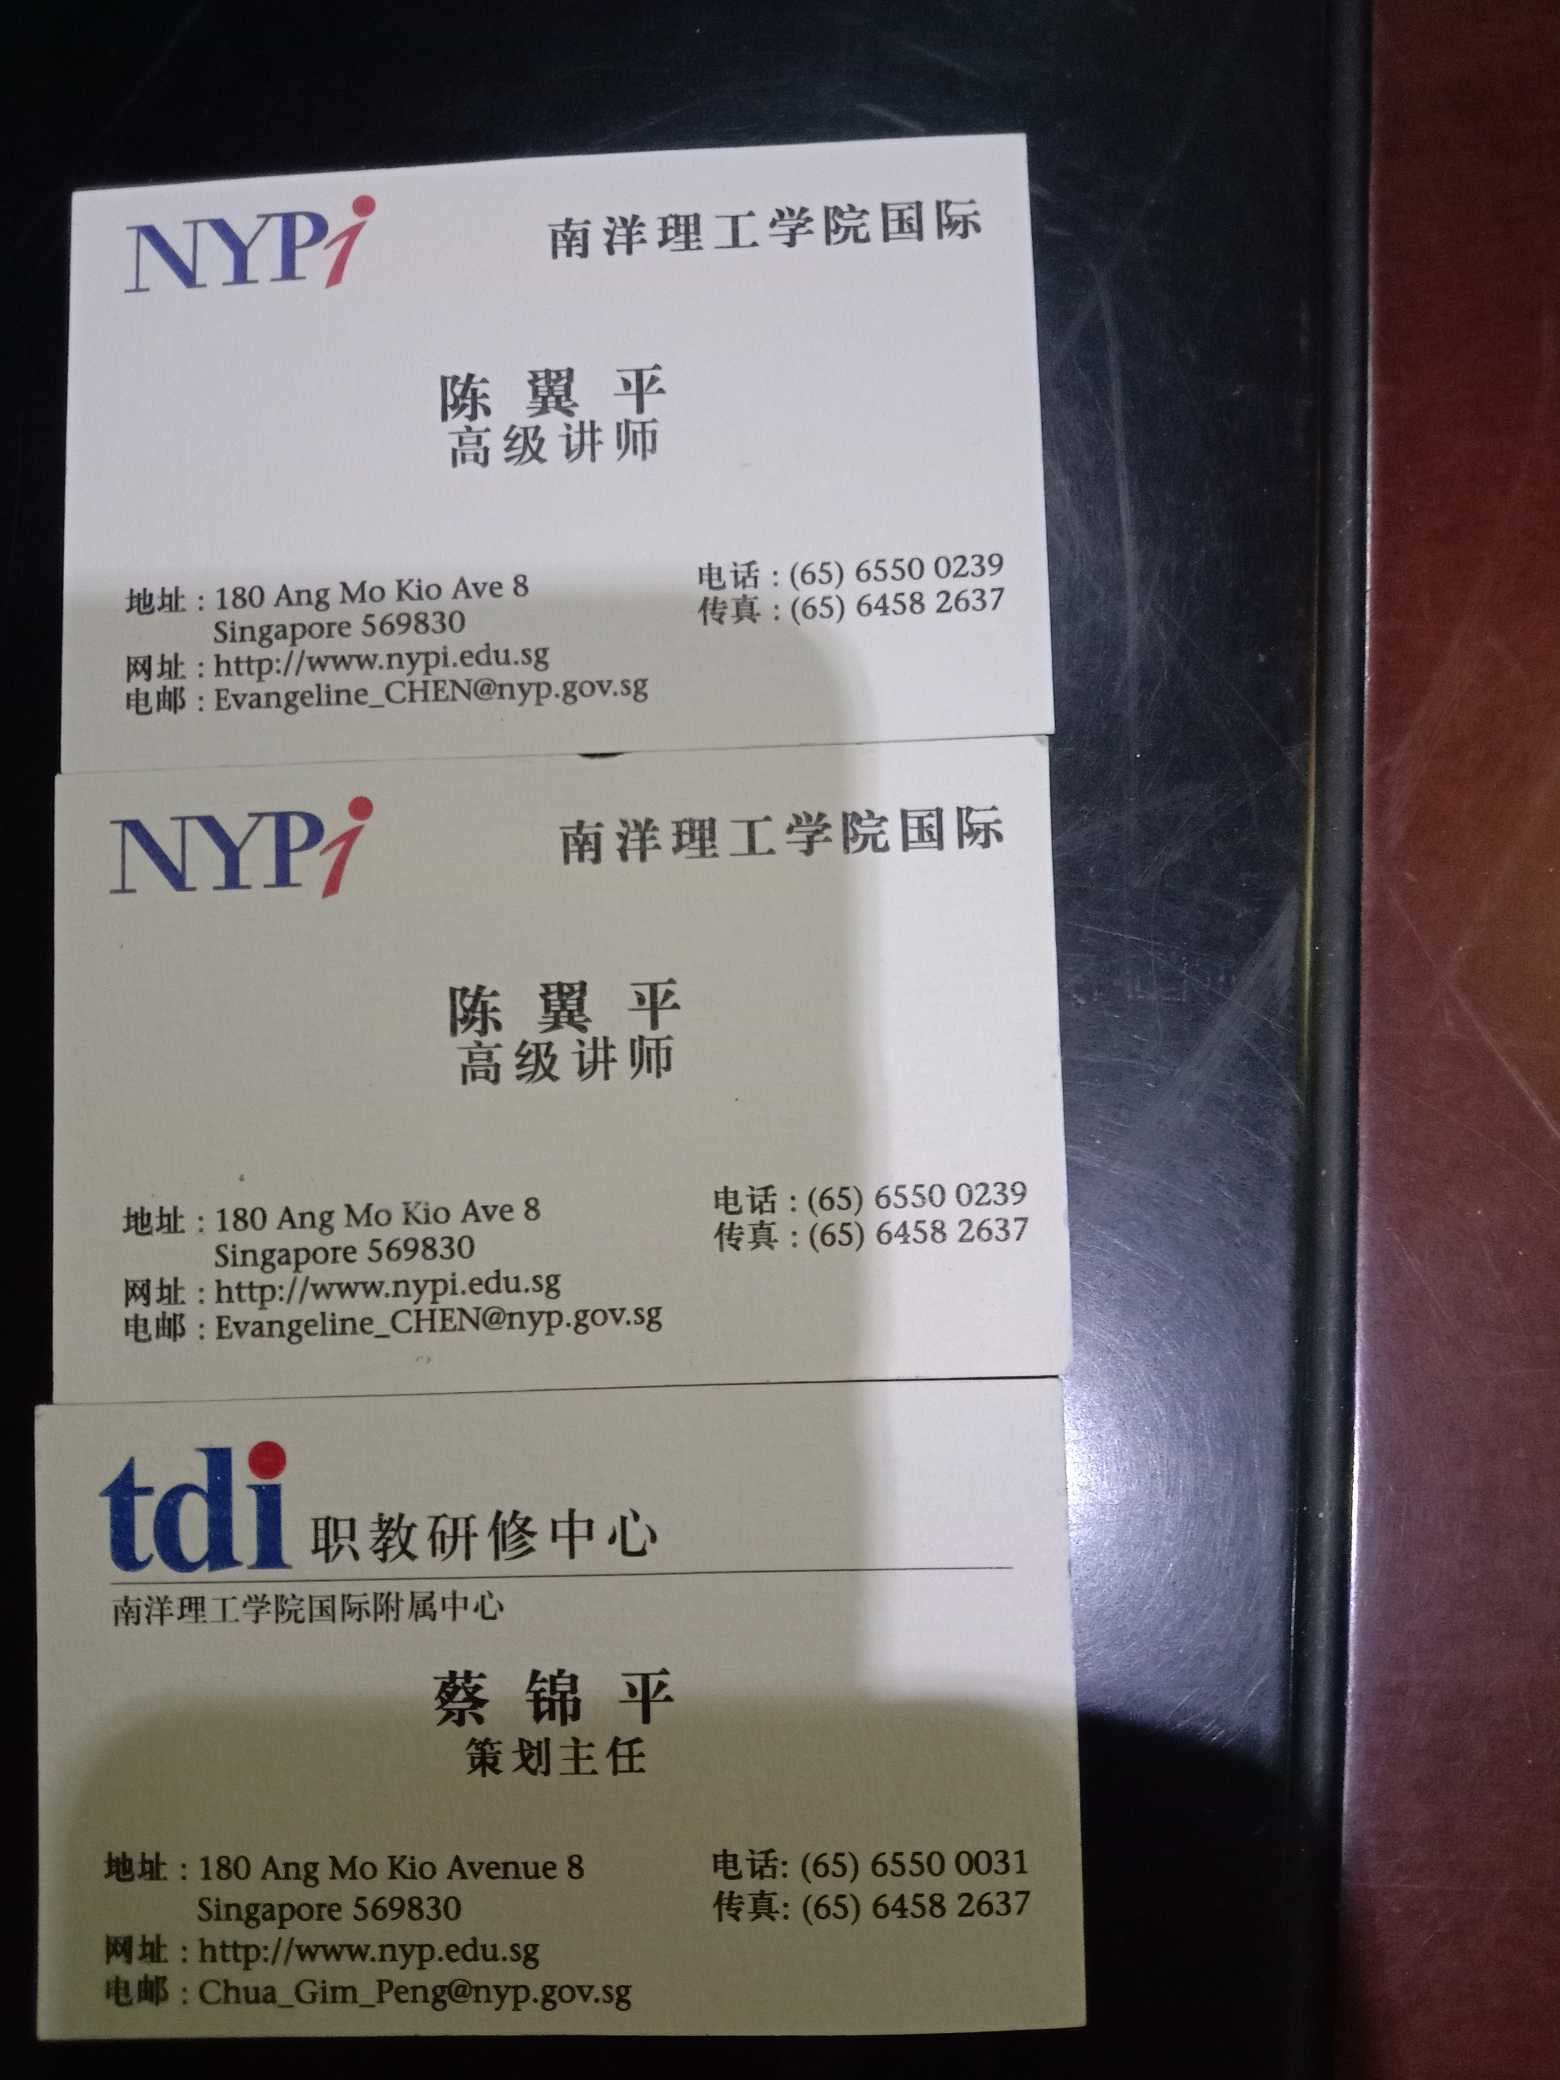 NYPi
南洋理工学院国际
陈翼平
高级讲师
地址 : 180 Ang Mo Kio Ave 8
Singapore 569830
网址 : http://www.nypi.edu.sg
电邮 : Evangeline_CHEN@nyp.gov.sg
电话 : (65) 6550 0239
传真 : (65) 6458 2637
NYPi
南洋理工学院国际
陈翼平
高级讲师
地址 : 180 Ang Mo Kio Ave 8
Singapore 569830
网址 : http://www.nypi.edu.sg
电邮 : Evangeline_CHEN@nyp.gov.sg
电话 : (65) 6550 0239
传真 : (65) 6458 2637
tdi 职教研修中心
南洋理工学院国际附属中心
蔡锦平
策划主任
地址 : 180 Ang Mo Kio Avenue 8
Singapore 569830
网址 : http://www.nyp.edu.sg
电邮 : Chua_Gim_Peng@nyp.gov.sg
电话: (65) 6550 0031
传真: (65) 6458 2637